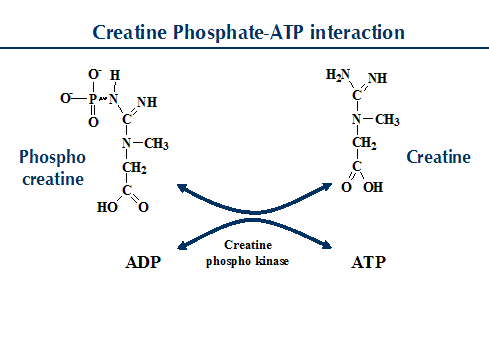 Creatine Phosphate-ATP interaction
O- H
O- P N NH
O C
N-CH3
CH2
C
HO O
Phospho
creatine
H2N NH
C
N-CH3
CH2
C
O OH
Creatine
ADP
Creatine
phospho kinase
ATP